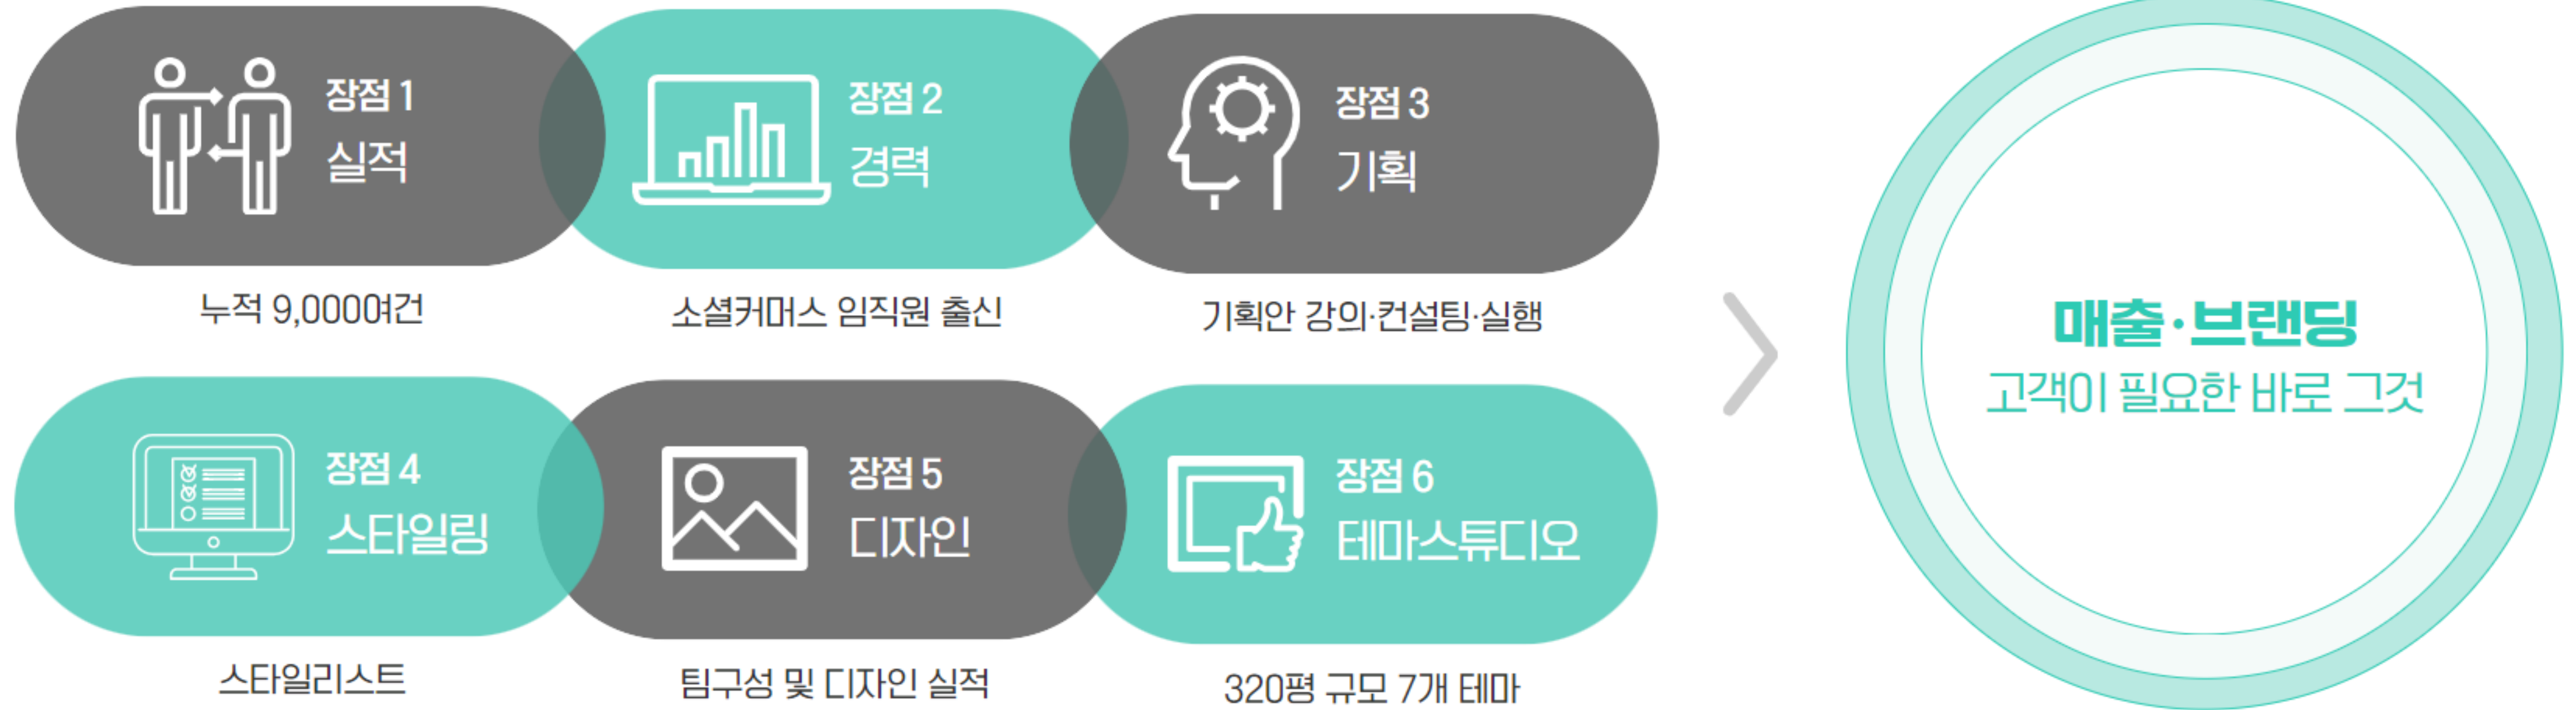 장점 1
실적
누적 9,000여건
장점 2
경력
소셜커머스 임직원 출신
장점 3
기획
기획안 강의·컨설팅·실행
장점 4
스타일링
스타일리스트
장점 5
디자인
팀구성 및 디자인 실적
장점 6
테마스튜디오
320평 규모 7개 테마
매출·브랜딩
고객이 필요한 바로 그것